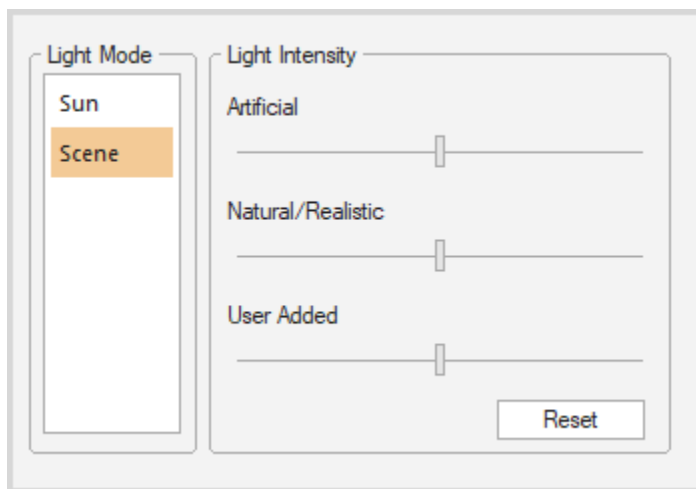 Light Mode
Sun
Scene
Light Intensity
Artificial
Natural/Realistic
User Added
Reset